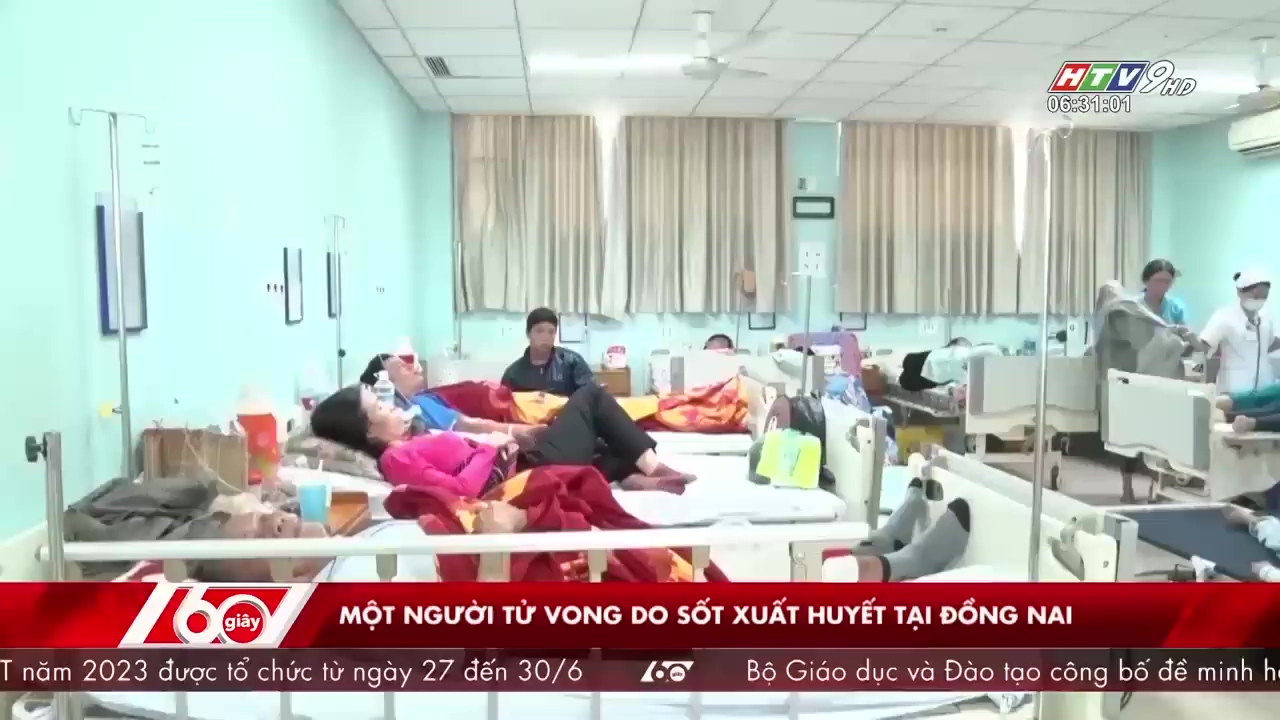 HTV9HD
06:31:01
60 giây
MỘT NGƯỜI TỬ VONG DO SỐT XUẤT HUYẾT TẠI ĐỒNG NAI
T năm 2023 được tổ chức từ ngày 27 đến 30/6 60 giây Bộ Giáo dục và Đào tạo công bố đề minh h